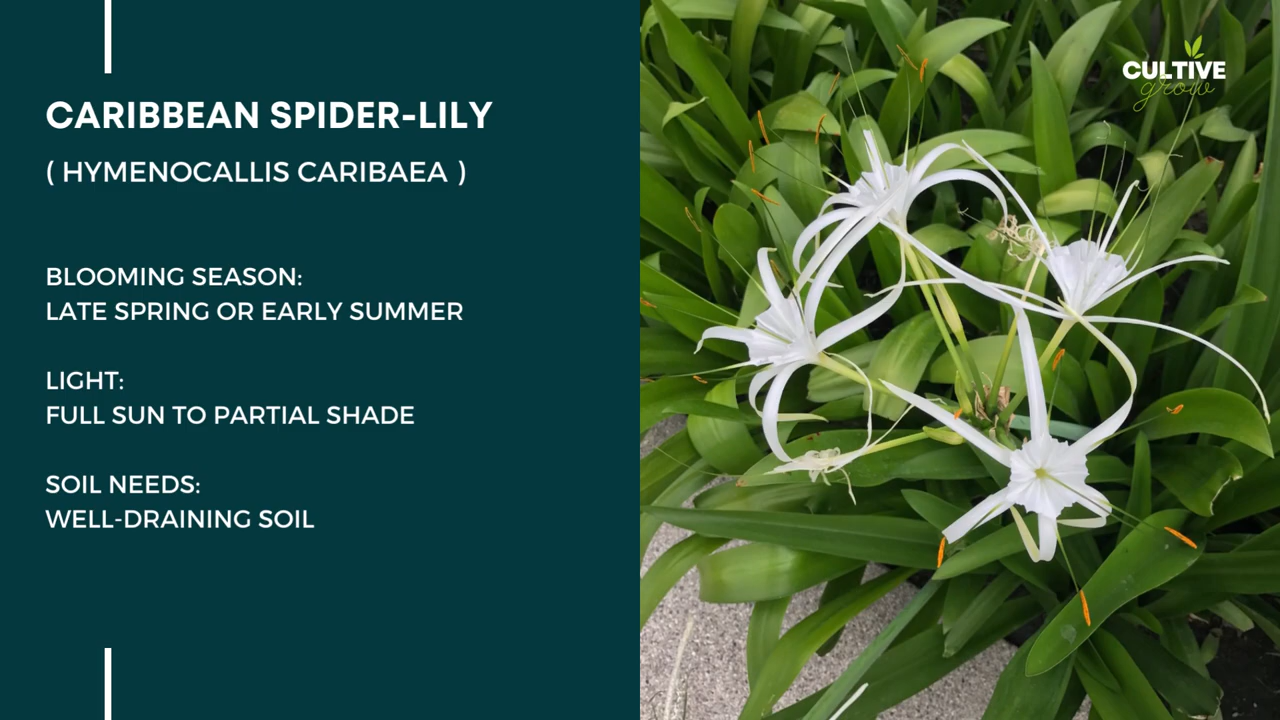 CARIBBEAN SPIDER-LILY
( HYMENOCALLIS CARIBAEA )
BLOOMING SEASON:
LATE SPRING OR EARLY SUMMER
LIGHT:
FULL SUN TO PARTIAL SHADE
SOIL NEEDS:
WELL-DRAINING SOIL
CULTIVE
grow